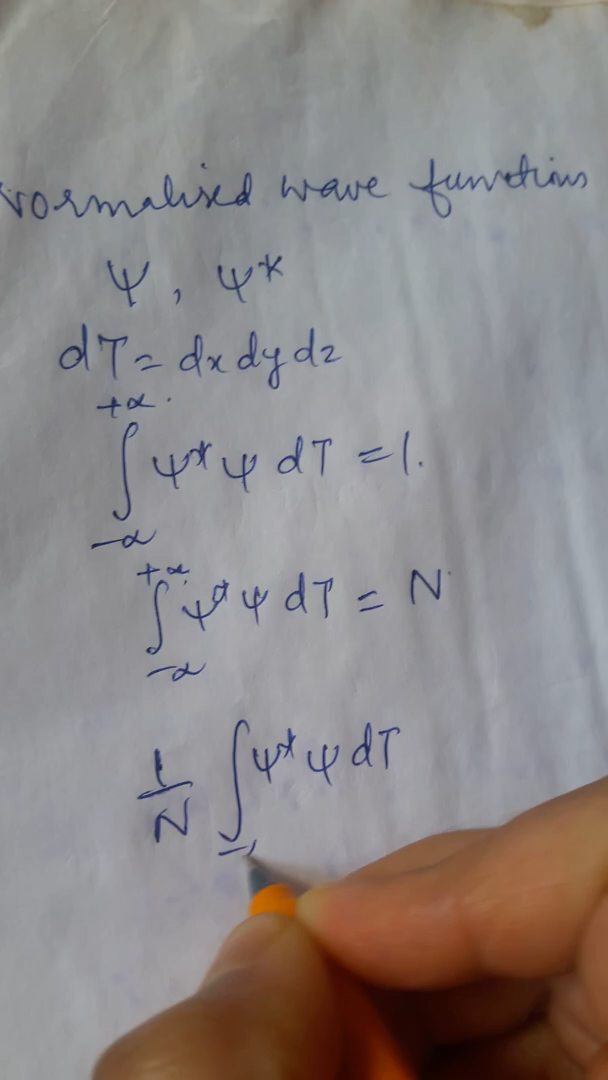 Normalised wave functions
ψ, ψ*
dT = dx dy dz
+α
∫ ψ* ψ dT = 1.
-α
+α
∫ ψ* ψ dT = N
-α
1/N ∫ ψ* ψ dT
-